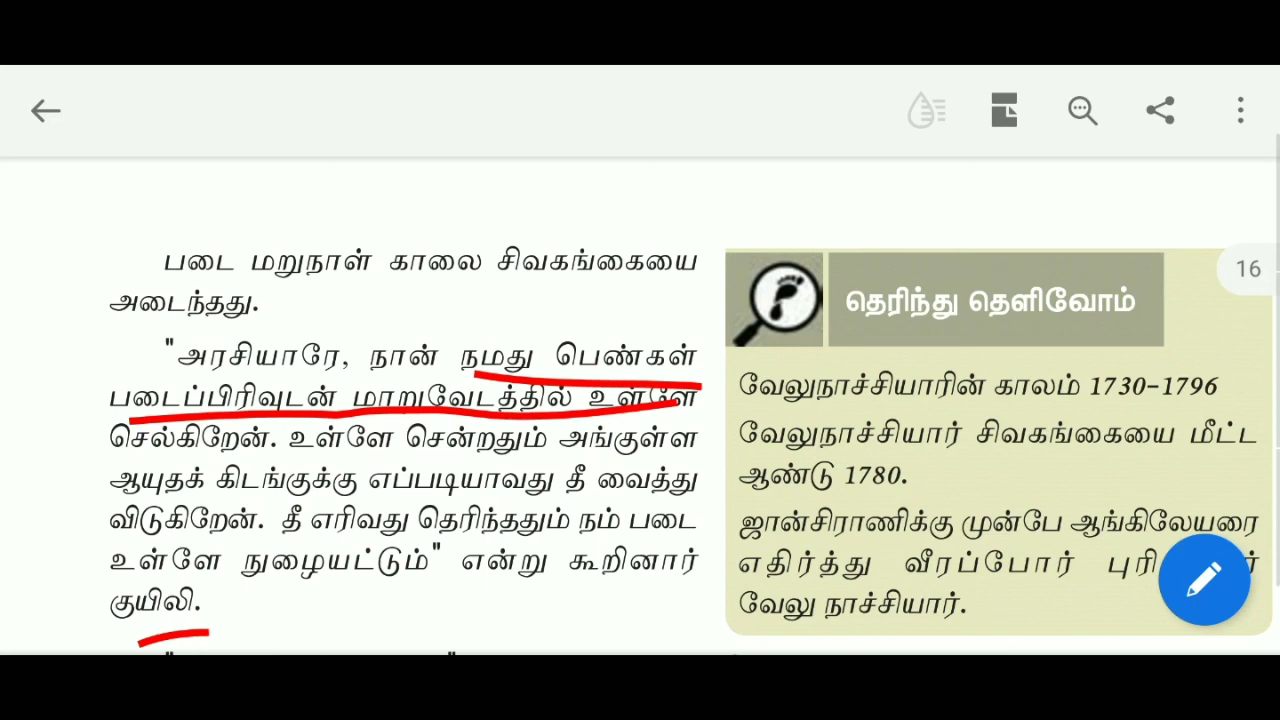 படை மறுநாள் காலை சிவகங்கையை
அடைந்தது.
"அரசியாரே, நான் நமது பெண்கள்
படைப்பிரிவுடன் மாறுவேடத்தில் உள்ளே
செல்கிறேன். உள்ளே சென்றதும் அங்குள்ள
ஆயுதக் கிடங்குக்கு எப்படியாவது தீ வைத்து
விடுகிறேன். தீ எரிவது தெரிந்ததும் நம் படை
உள்ளே நுழையட்டும்" என்று கூறினார்
குயிலி.
16
தெரிந்து தெளிவோம்
வேலுநாச்சியாரின் காலம் 1730-1796
வேலுநாச்சியார் சிவகங்கையை மீட்ட
ஆண்டு 1780.
ஜான்சிராணிக்கு முன்பே ஆங்கிலேயரை
எதிர்த்து வீரப்போர்
வேலு நாச்சியார்.